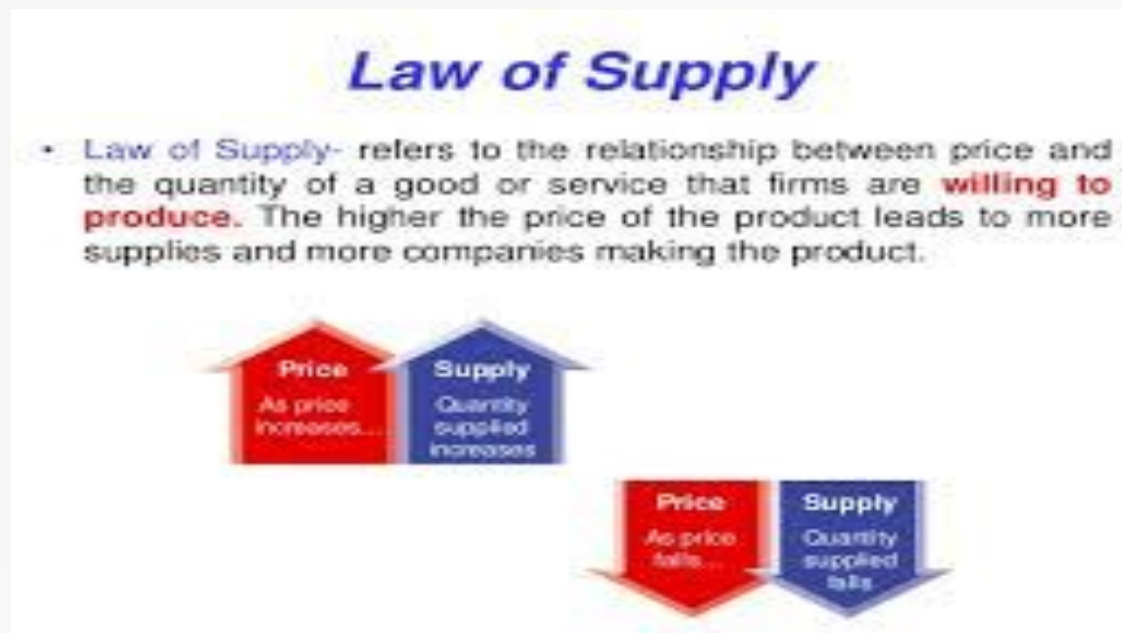 Law of Supply
• Law of Supply- refers to the relationship between price and
the quantity of a good or service that firms are willing to
produce. The higher the price of the product leads to more
supplies and more companies making the product.
Price
As price
increases...
Supply
Quantity
supplied
increases
Price
As price
falls...
Supply
Quantity
supplied
falls